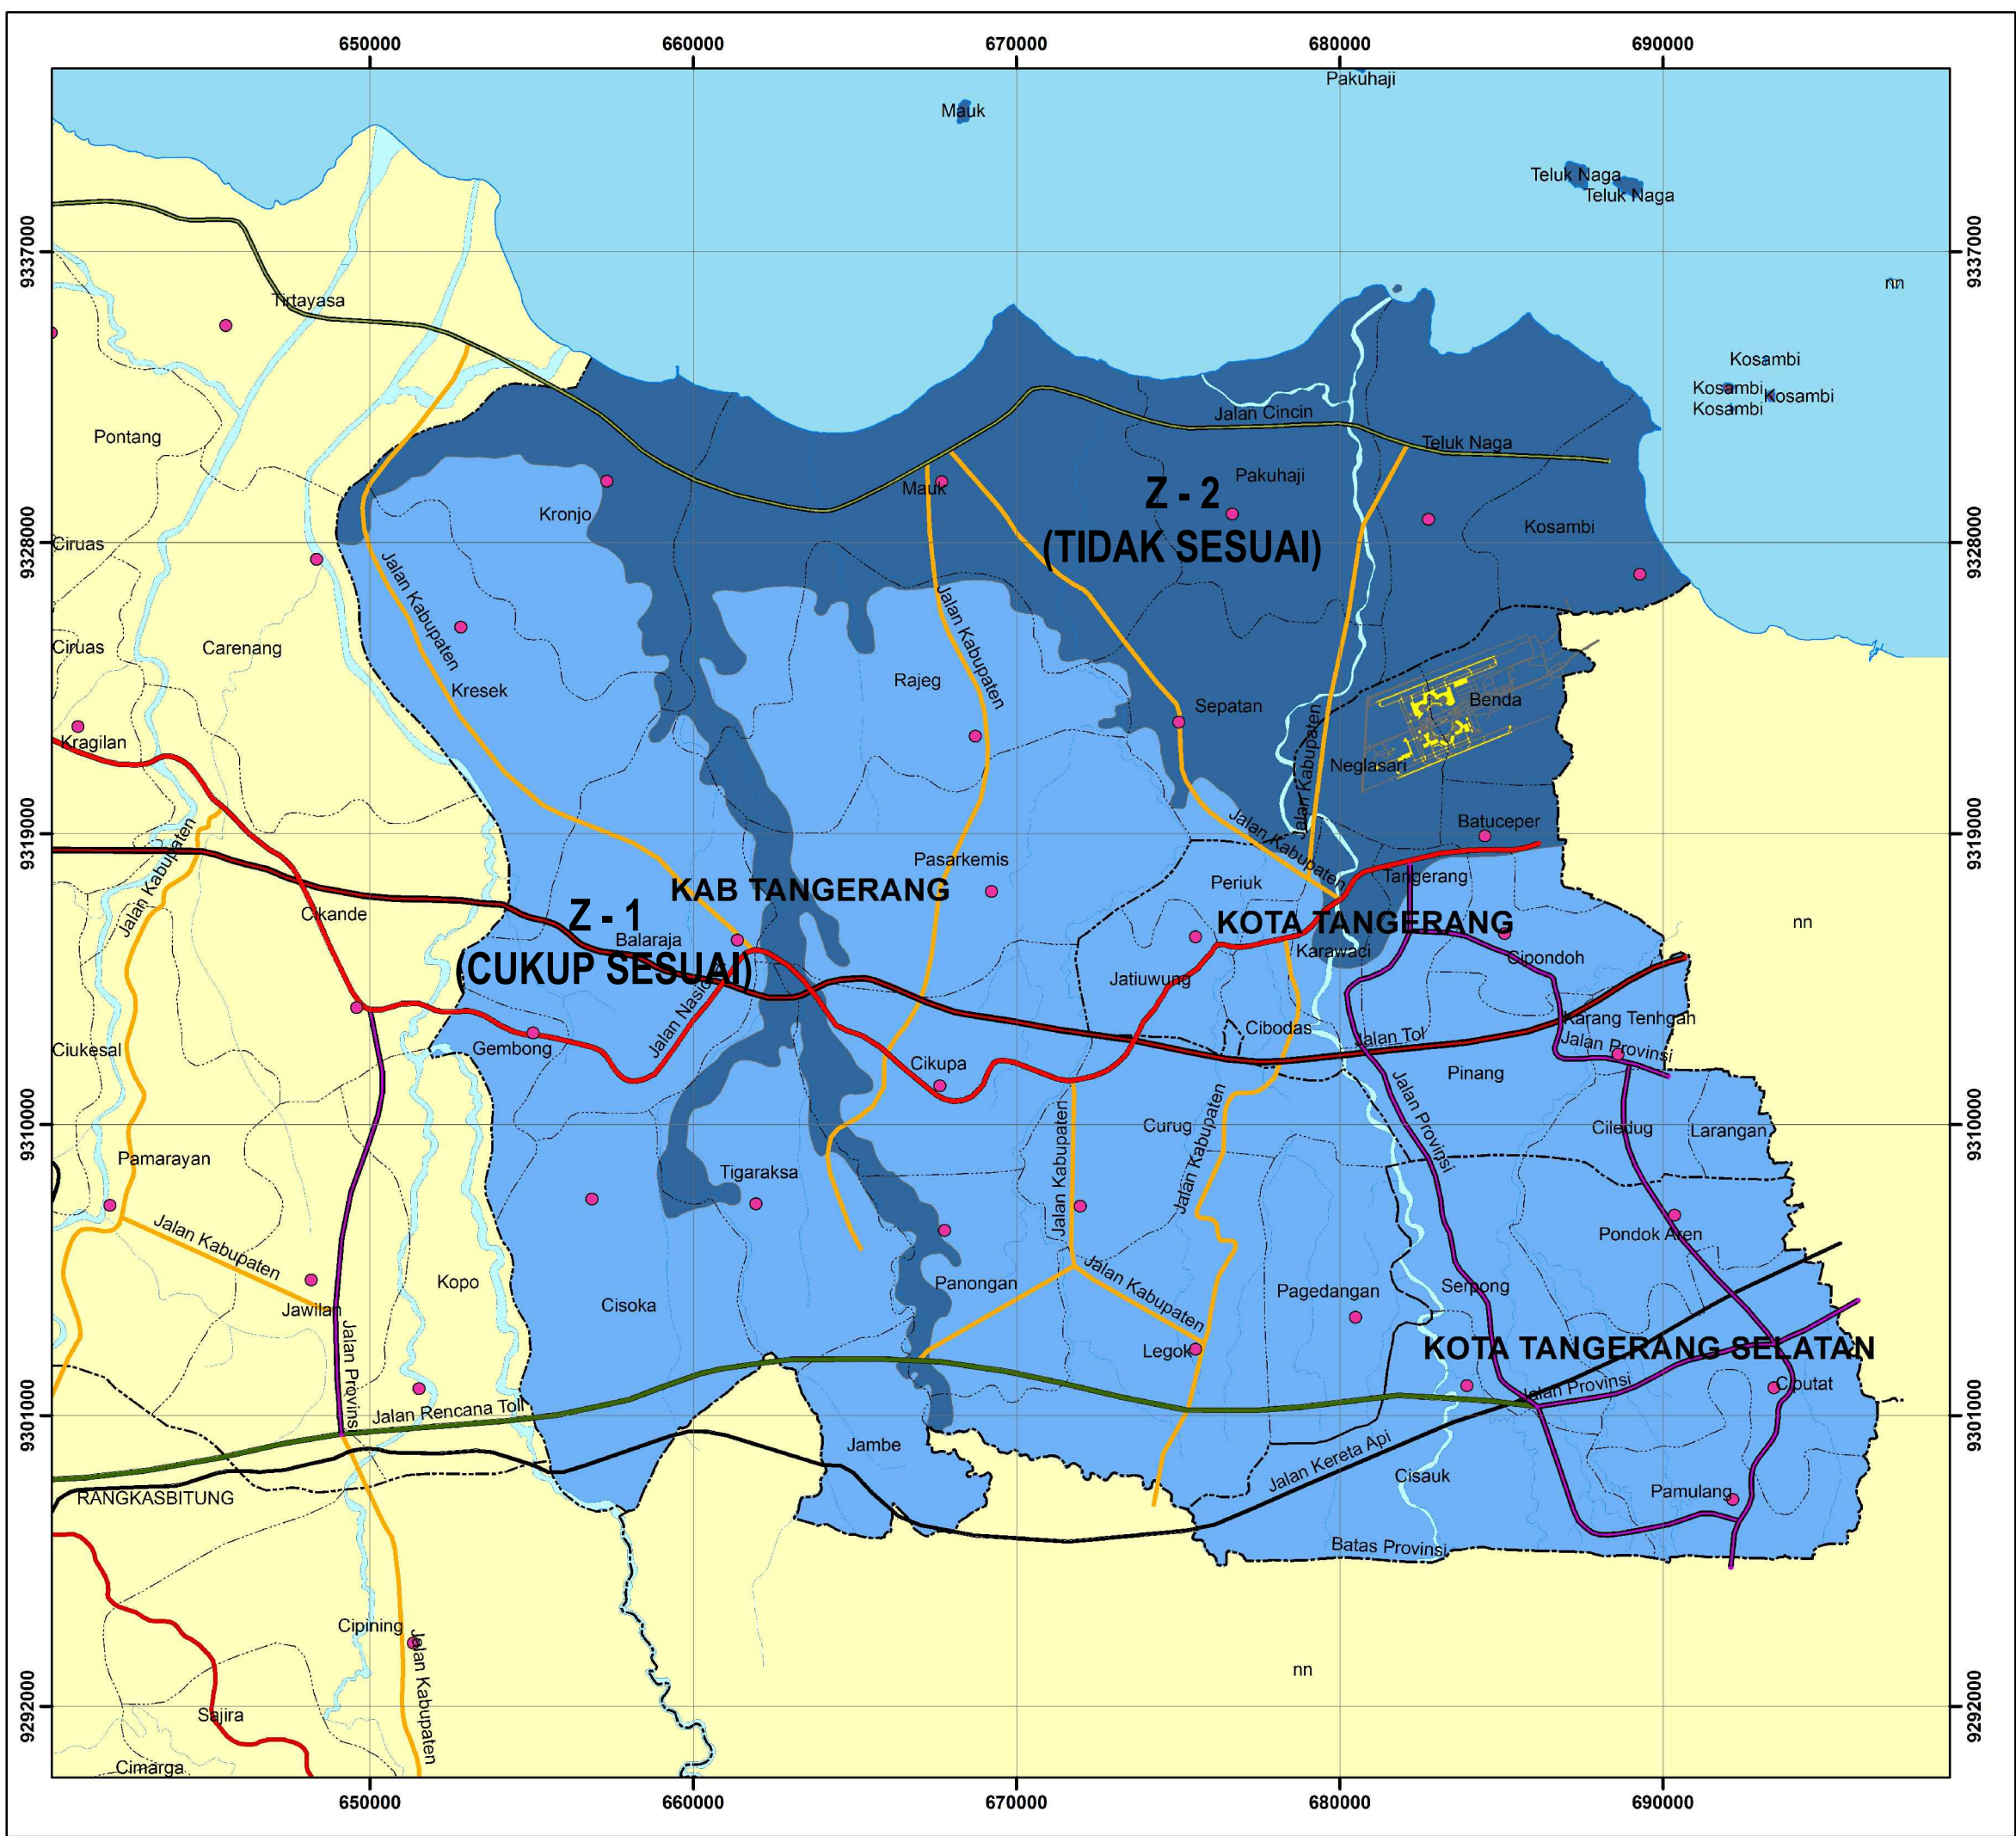 650000 660000 670000 680000 690000
Pakuhaji
Mauk
Teluk Naga
Teluk Naga
9337000 9337000
nn
Tirtayasa
Kosambi
Kosambi
Kosambi
Kosambi
Jalan Cincin
Pontang
Teluk Naga
Pakuhaji
Mauk
Z - 2
(TIDAK SESUAI)
Kronjo
Kosambi
9328000 9328000
Ciruas
Jalan Kabupaten
Jalan Kabupaten
Ciruas
Carenang
Kresek
Rajeg
Sepatan
Benda
Kragilan
Neglasari
Jalan Kabupaten
Jalan Kabupaten
Batuceper
9319000 9319000
Jalan Kabupaten
Pasarkemis
Periuk
Tangerang
KAB TANGERANG
Z - 1
(CUKUP SESUAI)
Cikande
Balaraja
KOTA TANGERANG
nn
Karawaci
Cipondoh
Jatiuwung
Jalan Nasio
Cibodas
Karang Tenhgah
Jalan Tol
Jalan Provinsi
Ciukesal
Gembong
Cikupa
Pinang
Jalan Provinsi
9310000 9310000
Curug
Ciledug
Larangan
Jalan Kabupaten
Jalan Kabupaten
Pamarayan
Tigaraksa
Jalan Kabupaten
Pondok Aren
Kopo
Panongan
Jalan Kabupaten
Pagedangan
Serpong
Jawilan
Cisoka
Jalan Provinsi
Legok
KOTA TANGERANG SELATAN
Jalan Provinsi
Ciputat
9301000 9301000
Jalan Rencana Toll
Jambe
Jalan Kereta Api
Cisauk
RANGKASBITUNG
Pamulang
Batas Provinsi
Cipining
Jalan Kabupaten
nn
9292000 9292000
Sajira
Cimarga
650000 660000 670000 680000 690000